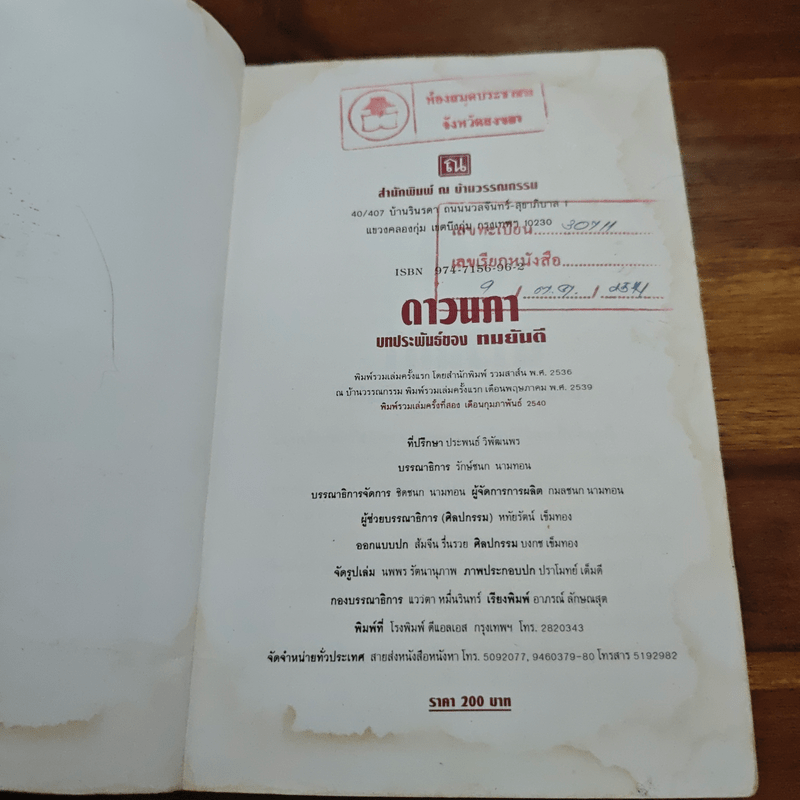 ห้องสมุดประชาชน
จังหวัดสงขลา
ณ
สำนักพิมพ์ ณ บ้านวรรณกรรม
40/407 บ้านรินรดา ถนนนวลจันทร์-สุขาภิบาล 1
แขวงคลองกุ่ม เขตบึงกุ่ม กรุงเทพฯ 10230
เลขทะเบียน 30711
เลขเรียกหนังสือ
ISBN 974-7156-96-2
9 / ต.ค. /
ดาวนภา
บทประพันธ์ของ ทมยันตี
พิมพ์รวมเล่มครั้งแรก โดยสำนักพิมพ์ รวมสาส์น พ.ศ. 2536
ณ บ้านวรรณกรรม พิมพ์รวมเล่มครั้งแรก เดือนพฤษภาคม พ.ศ. 2539
พิมพ์รวมเล่มครั้งที่สอง เดือนกุมภาพันธ์ 2540
ที่ปรึกษา ประพนธ์ วิพัฒนพร
บรรณาธิการ รักษ์ชนก นามทอน
บรรณาธิการจัดการ ชิดชนก นามทอน ผู้จัดการการผลิต กมลชนก นามทอน
ผู้ช่วยบรรณาธิการ (ศิลปกรรม) หทัยรัตน์ เข็มทอง
ออกแบบปก ส้มจีน รื่นรวย ศิลปกรรม บงกช เข็มทอง
จัดรูปเล่ม นพพร รัตนานุภาพ ภาพประกอบปก ปราโมทย์ เต็มดี
กองบรรณาธิการ แววตา หมื่นรินทร์ เรียงพิมพ์ อาภรณ์ ลักษณสุต
พิมพ์ที่ โรงพิมพ์ ดีแอลเอส กรุงเทพฯ โทร. 2820343
จัดจำหน่ายทั่วประเทศ สายส่งหนังสือหนังหา โทร. 5092077, 9460379-80 โทรสาร 5192982
ราคา 200 บาท